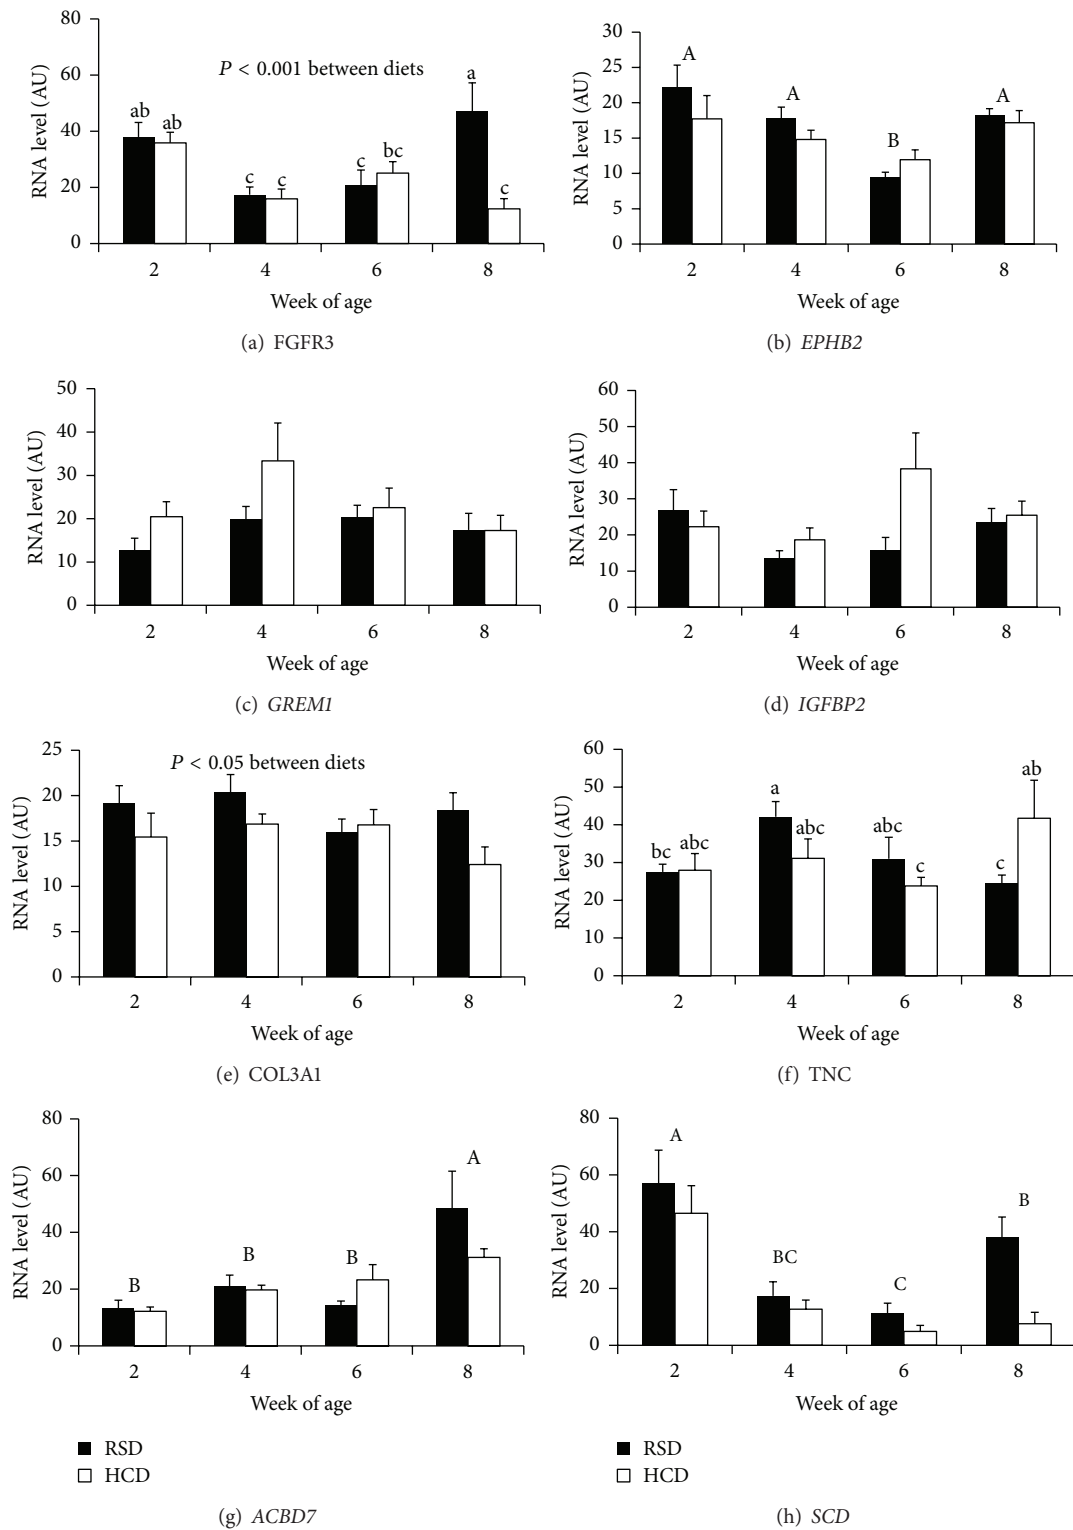 80
60
40
20
0
RNA level (AU)
P < 0.001 between diets
ab
ab
c
c
c
bc
a
c
2
4
6
8
Week of age
(a) FGFR3
30
25
20
15
10
5
0
RNA level (AU)
A
A
B
A
2
4
6
8
Week of age
(b) EPHB2
50
40
30
20
10
0
RNA level (AU)
2
4
6
8
Week of age
(c) GREM1
60
50
40
30
20
10
0
RNA level (AU)
2
4
6
8
Week of age
(d) IGFBP2
25
20
15
10
5
0
RNA level (AU)
P < 0.05 between diets
2
4
6
8
Week of age
(e) COL3A1
60
50
40
30
20
10
0
RNA level (AU)
bc
abc
a
abc
abc
c
c
ab
2
4
6
8
Week of age
(f) TNC
80
60
40
20
0
RNA level (AU)
B
B
B
A
2
4
6
8
Week of age
RSD
HCD
(g) ACBD7
80
60
40
20
0
RNA level (AU)
A
BC
C
B
2
4
6
8
Week of age
RSD
HCD
(h) SCD